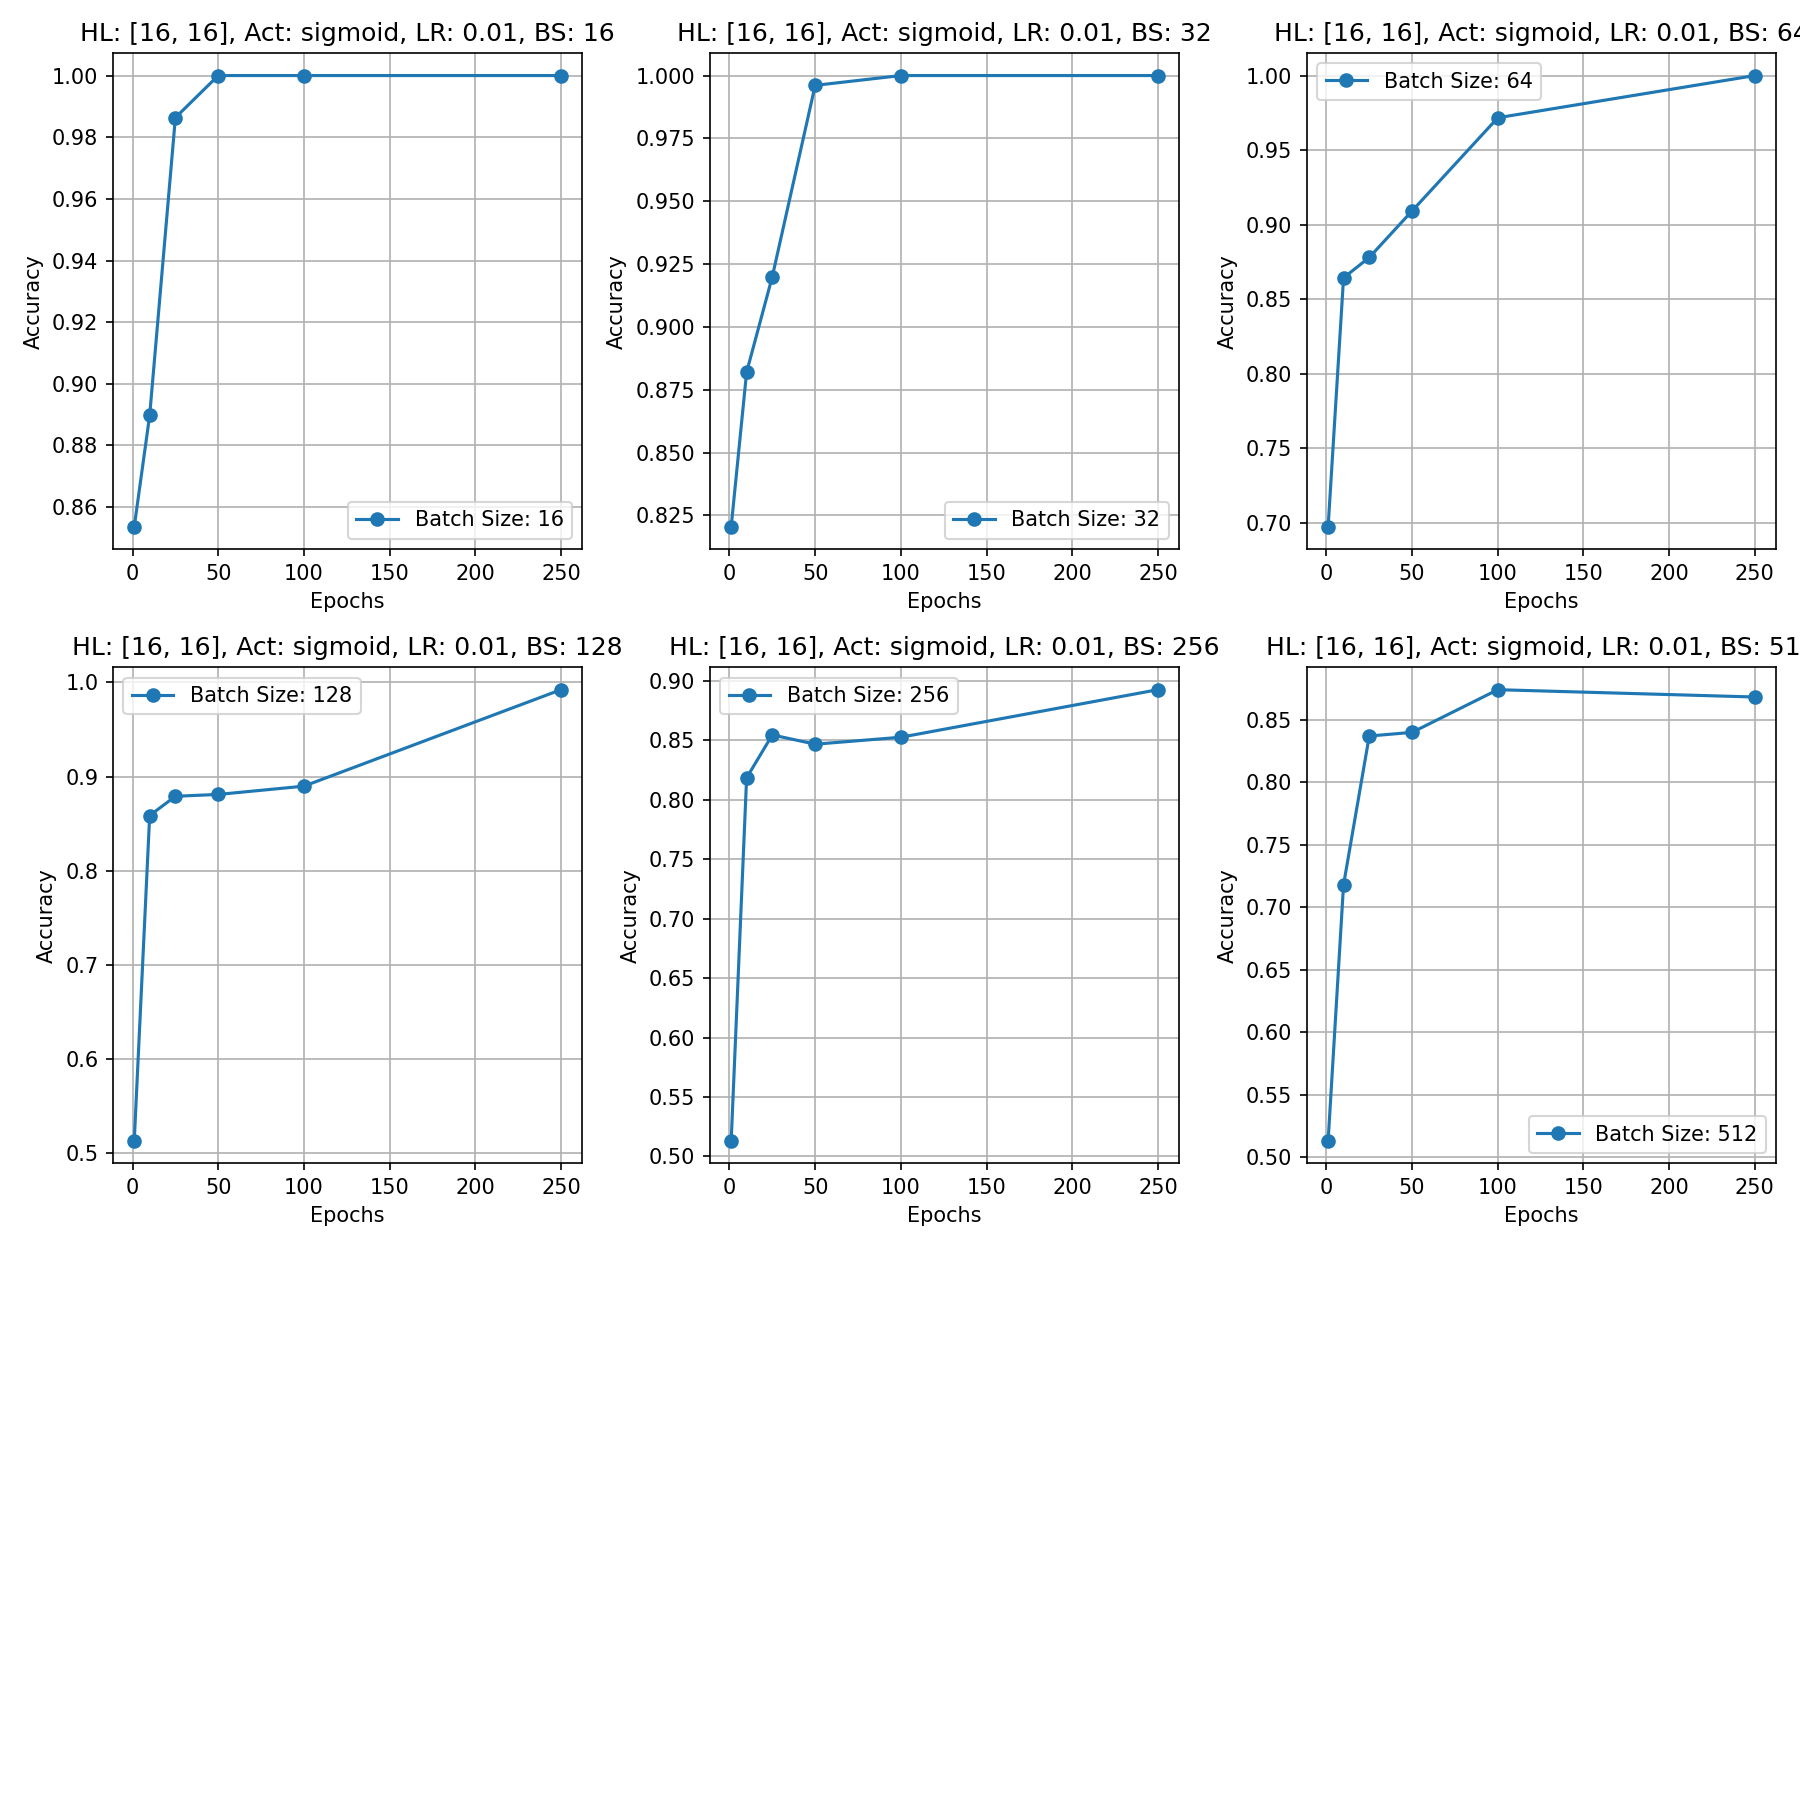 HL: [16, 16], Act: sigmoid, LR: 0.01, BS: 16
1.00
0.98
0.96
0.94
0.92
0.90
0.88
0.86
Accuracy
Batch Size: 16
0 50 100 150 200 250
Epochs
HL: [16, 16], Act: sigmoid, LR: 0.01, BS: 32
1.000
0.975
0.950
0.925
0.900
0.875
0.850
0.825
Accuracy
Batch Size: 32
0 50 100 150 200 250
Epochs
HL: [16, 16], Act: sigmoid, LR: 0.01, BS: 64
Batch Size: 64
1.00
0.95
0.90
0.85
0.80
0.75
0.70
Accuracy
0 50 100 150 200 250
Epochs
HL: [16, 16], Act: sigmoid, LR: 0.01, BS: 128
Batch Size: 128
1.0
0.9
0.8
0.7
0.6
0.5
Accuracy
0 50 100 150 200 250
Epochs
HL: [16, 16], Act: sigmoid, LR: 0.01, BS: 256
Batch Size: 256
0.90
0.85
0.80
0.75
0.70
0.65
0.60
0.55
0.50
Accuracy
0 50 100 150 200 250
Epochs
HL: [16, 16], Act: sigmoid, LR: 0.01, BS: 51
0.85
0.80
0.75
0.70
0.65
0.60
0.55
0.50
Accuracy
Batch Size: 512
0 50 100 150 200 250
Epochs